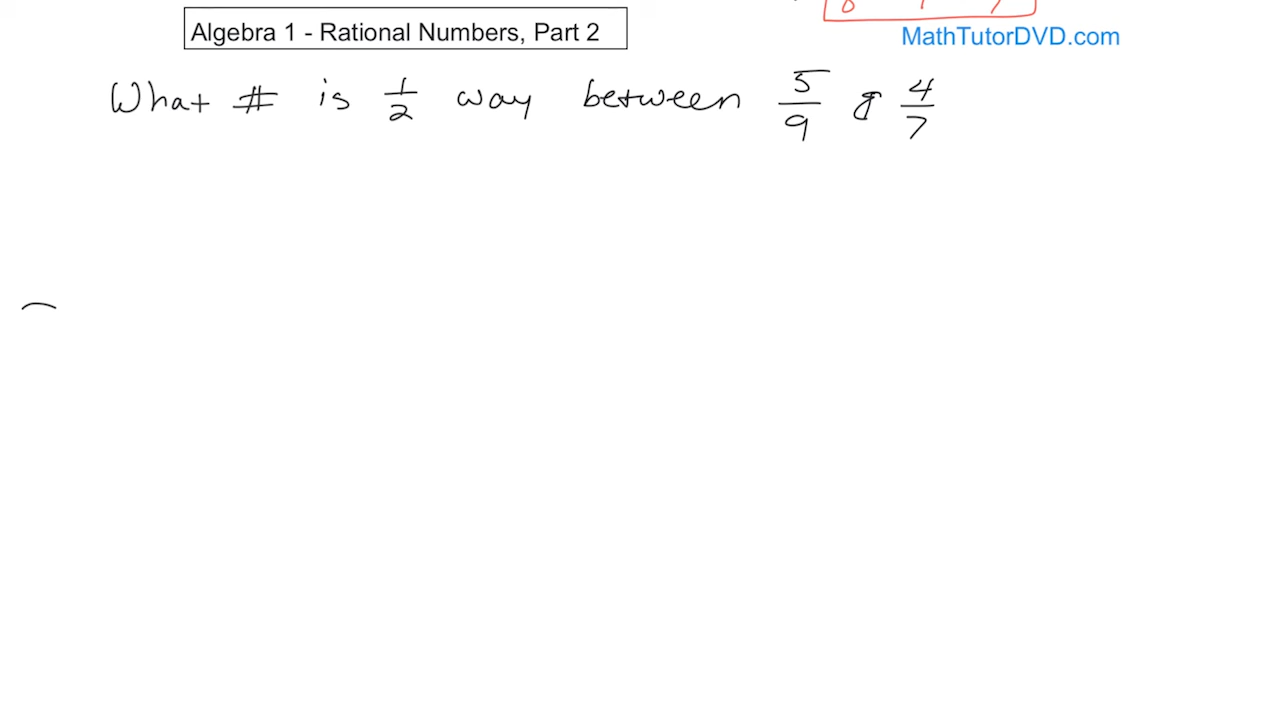 Algebra 1 - Rational Numbers, Part 2
MathTutorDVD.com
What # is 1/2 way between 5/9 & 4/7